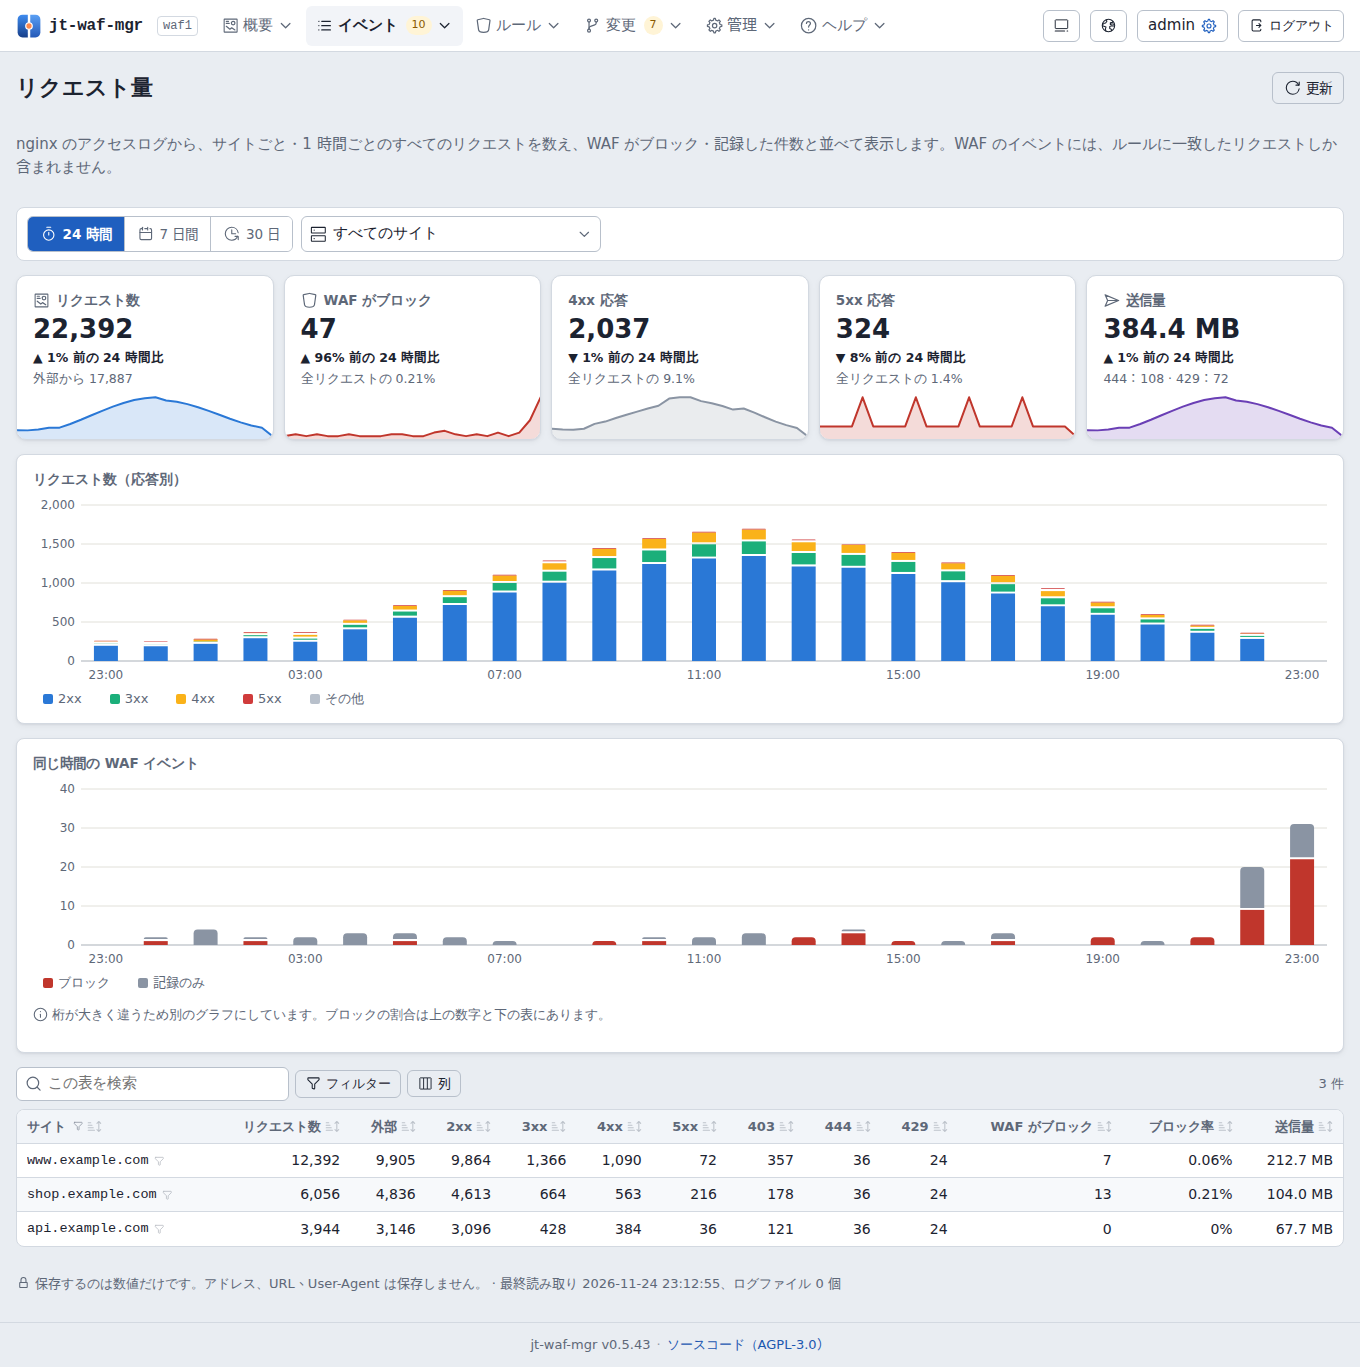 jt-waf-mgr waf1 概要 イベント 10 ルール 変更 7 管理 ヘルプ admin ログアウト
リクエスト量 更新
nginx のアクセスログから、サイトごと・1 時間ごとのすべてのリクエストを数え、WAF がブロック・記録した件数と並べて表示します。WAF のイベントには、ルールに一致したリクエストしか
含まれません。
24 時間 7 日間 30 日 すべてのサイト
リクエスト数 WAF がブロック 4xx 応答 5xx 応答 送信量
22,392 47 2,037 324 384.4 MB
▲ 1% 前の 24 時間比 ▲ 96% 前の 24 時間比 ▼ 1% 前の 24 時間比 ▼ 8% 前の 24 時間比 ▲ 1% 前の 24 時間比
外部から 17,887 全リクエストの 0.21% 全リクエストの 9.1% 全リクエストの 1.4% 444：108 · 429：72
リクエスト数（応答別）
2,000
1,500
1,000
500
0
23:00 03:00 07:00 11:00 15:00 19:00 23:00
2xx 3xx 4xx 5xx その他
同じ時間の WAF イベント
40
30
20
10
0
23:00 03:00 07:00 11:00 15:00 19:00 23:00
ブロック 記録のみ
桁が大きく違うため別のグラフにしています。ブロックの割合は上の数字と下の表にあります。
この表を検索 フィルター 列 3 件
サイト リクエスト数 外部 2xx 3xx 4xx 5xx 403 444 429 WAF がブロック ブロック率 送信量
www.example.com 12,392 9,905 9,864 1,366 1,090 72 357 36 24 7 0.06% 212.7 MB
shop.example.com 6,056 4,836 4,613 664 563 216 178 36 24 13 0.21% 104.0 MB
api.example.com 3,944 3,146 3,096 428 384 36 121 36 24 0 0% 67.7 MB
保存するのは数値だけです。アドレス、URL、User-Agent は保存しません。 · 最終読み取り 2026-11-24 23:12:55、ログファイル 0 個
jt-waf-mgr v0.5.43 · ソースコード（AGPL-3.0）